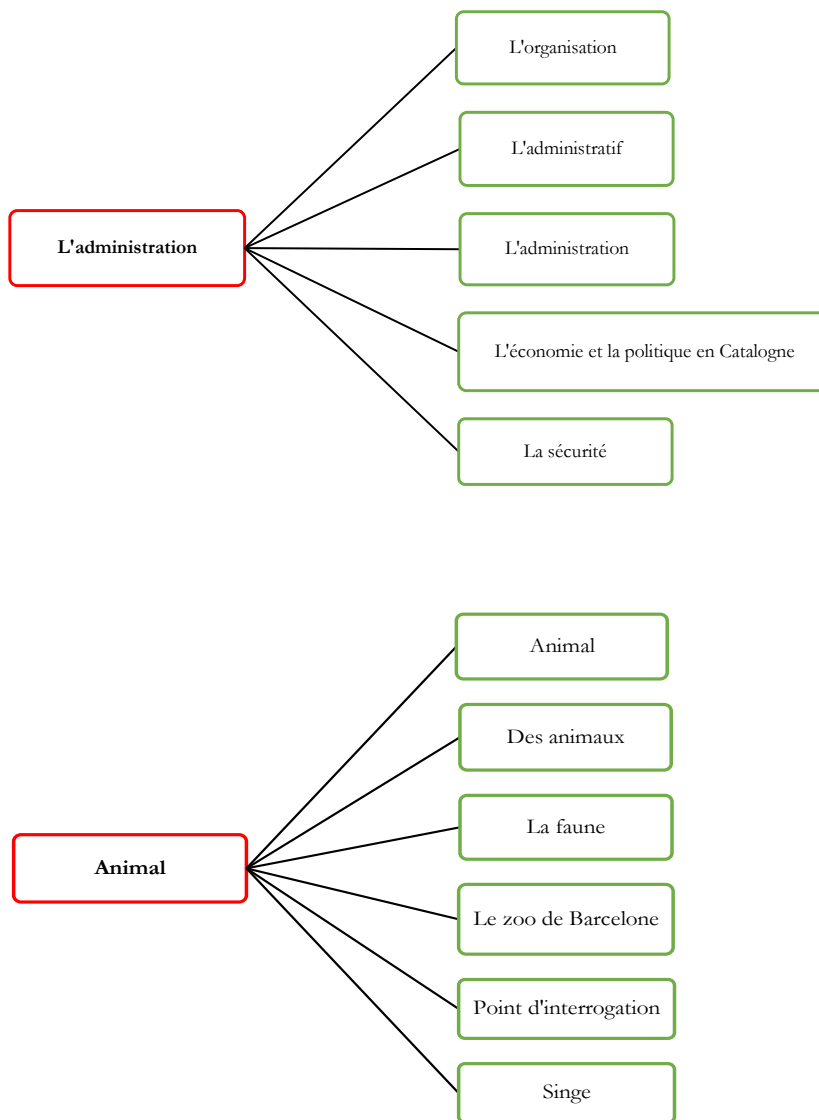 L'organisation
L'administratif
L'administration
L'administration
L'économie et la politique en Catalogne
La sécurité
Animal
Des animaux
La faune
Animal
Le zoo de Barcelone
Point d'interrogation
Singe